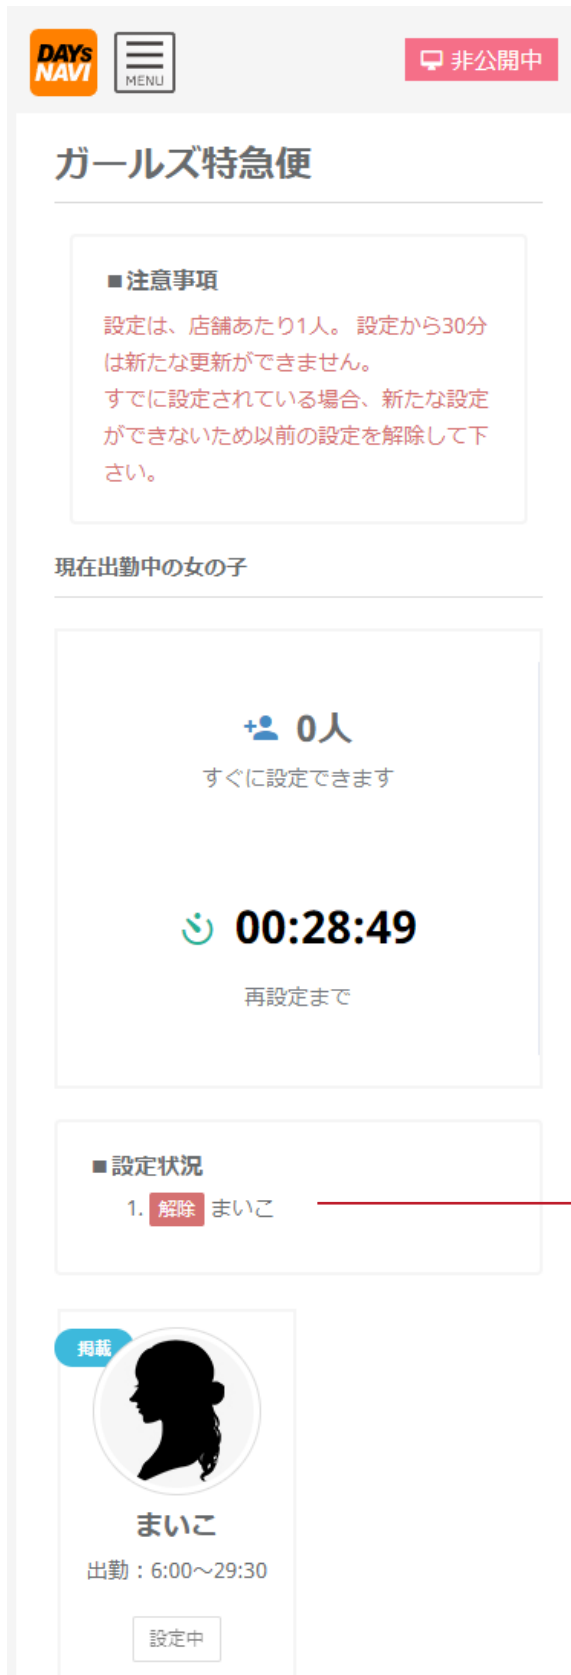 DAYs
NAVI
MENU
非公開中
ガールズ特急便
■注意事項
設定は、店舗あたり1人。 設定から30分
は新たな更新ができません。
すでに設定されている場合、新たな設定
ができないため以前の設定を解除して下
さい。
現在出勤中の女の子
0人
すぐに設定できます
00:28:49
再設定まで
■設定状況
1. 解除 まいこ
掲載
まいこ
出勤：6:00～29:30
設定中